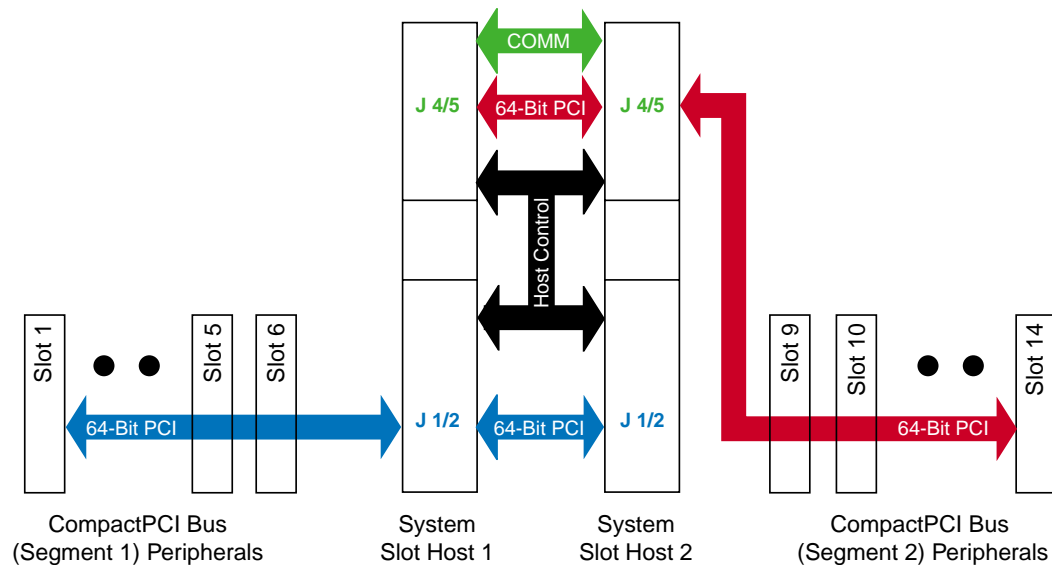 COMM
J 4/5
64-Bit PCI
J 4/5
Host Control
Slot 1
Slot 5
Slot 6
Slot 9
Slot 10
Slot 14
64-Bit PCI
J 1/2
64-Bit PCI
J 1/2
64-Bit PCI
CompactPCI Bus
(Segment 1) Peripherals
System
Slot Host 1
System
Slot Host 2
CompactPCI Bus
(Segment 2) Peripherals